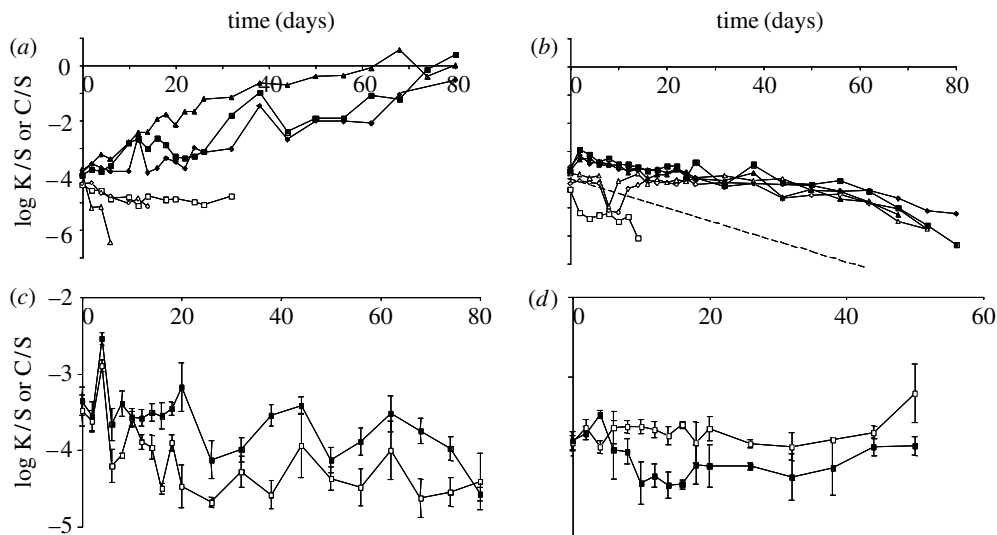 time (days) time (days)
(a) (b)
0
0 20 40 60 80 0 20 40 60 80
–2
–4
–6
log K/S or C/S
(c) –2 (d)
0 20 40 60 80 0 20 40 60
–3
–4
–5
log K/S or C/S